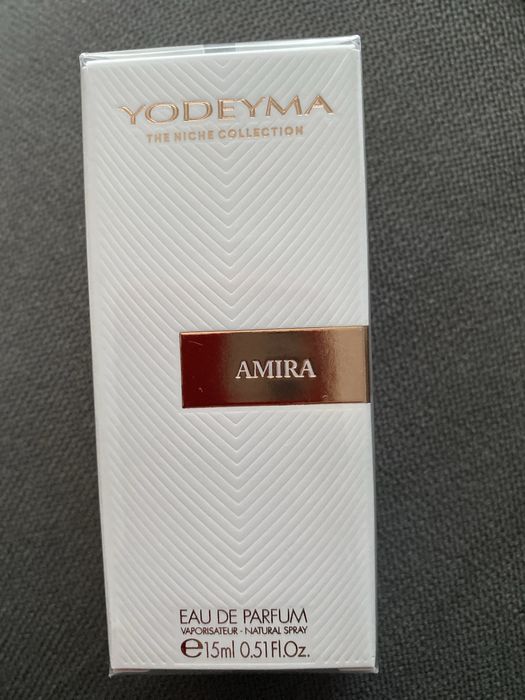 YODEYMA
THE NICHE COLLECTION
AMIRA
EAU DE PARFUM
VAPORISATEUR - NATURAL SPRAY
℮15ml 0.51Fl.Oz.